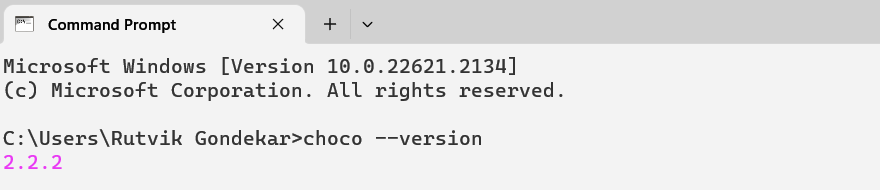 Command Prompt
Microsoft Windows [Version 10.0.22621.2134]
(c) Microsoft Corporation. All rights reserved.
C:\Users\Rutvik Gondekar>choco --version
2.2.2